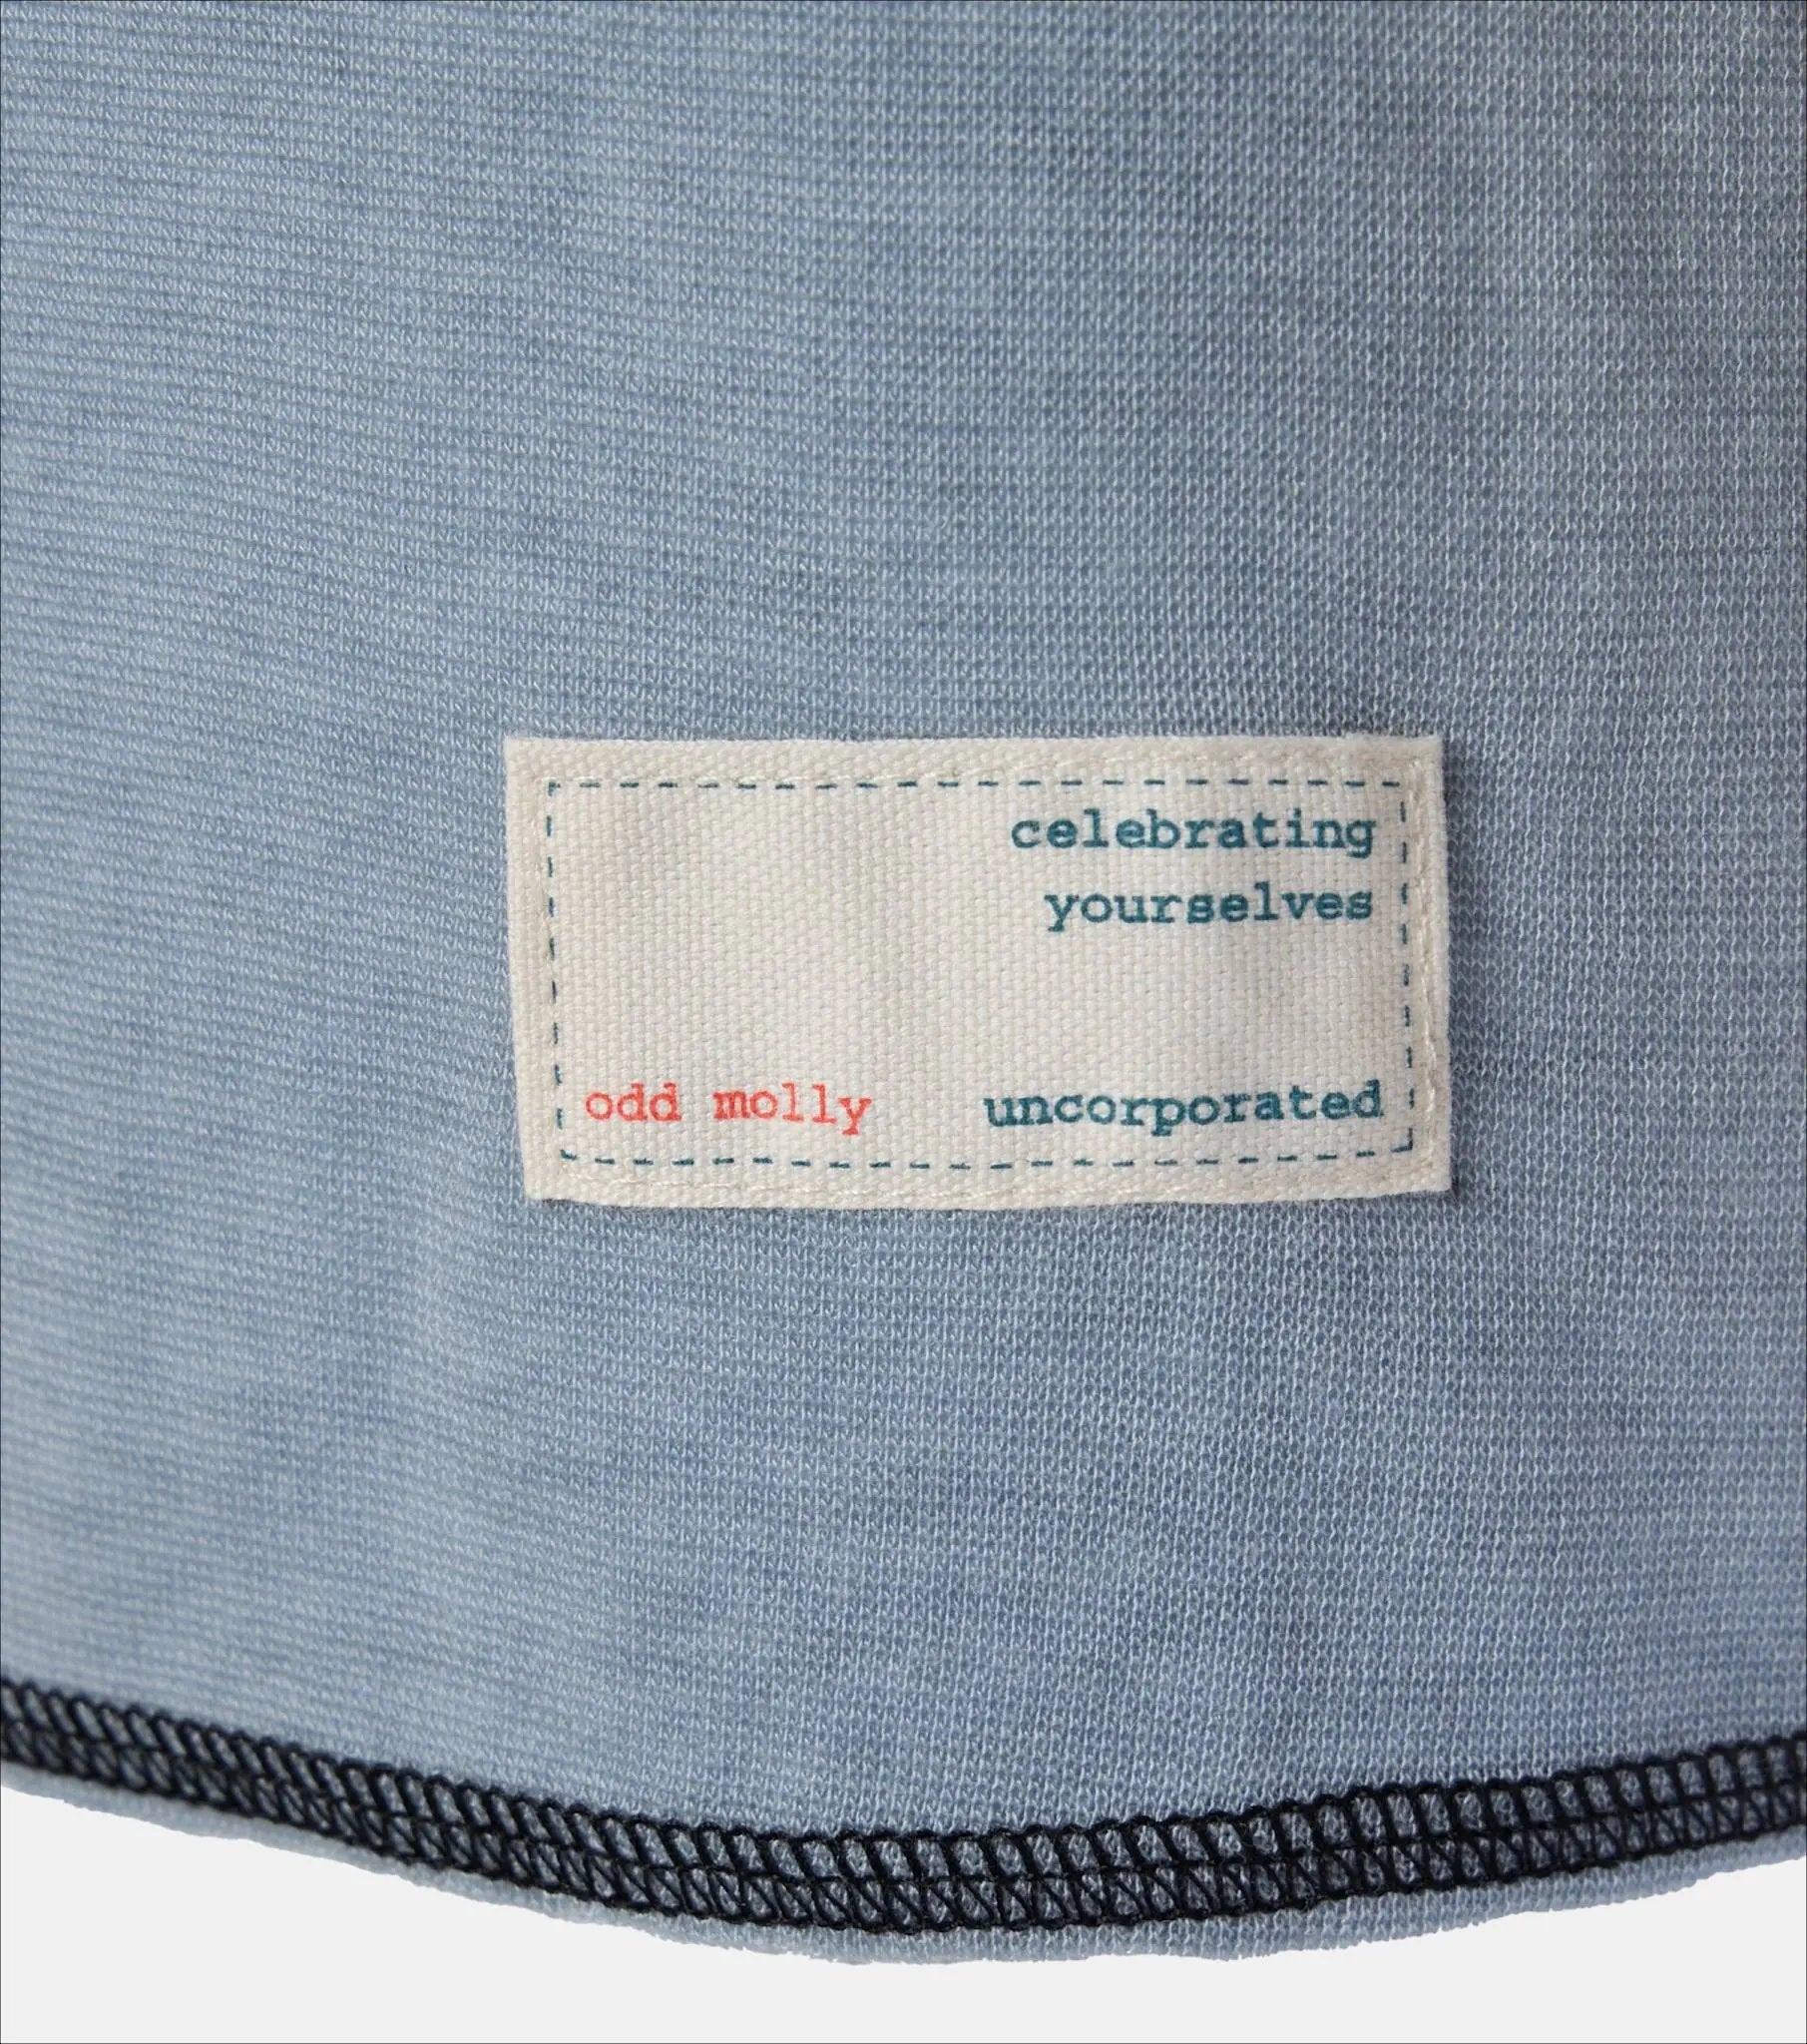 celebrating
yourselves
odd molly uncorporated